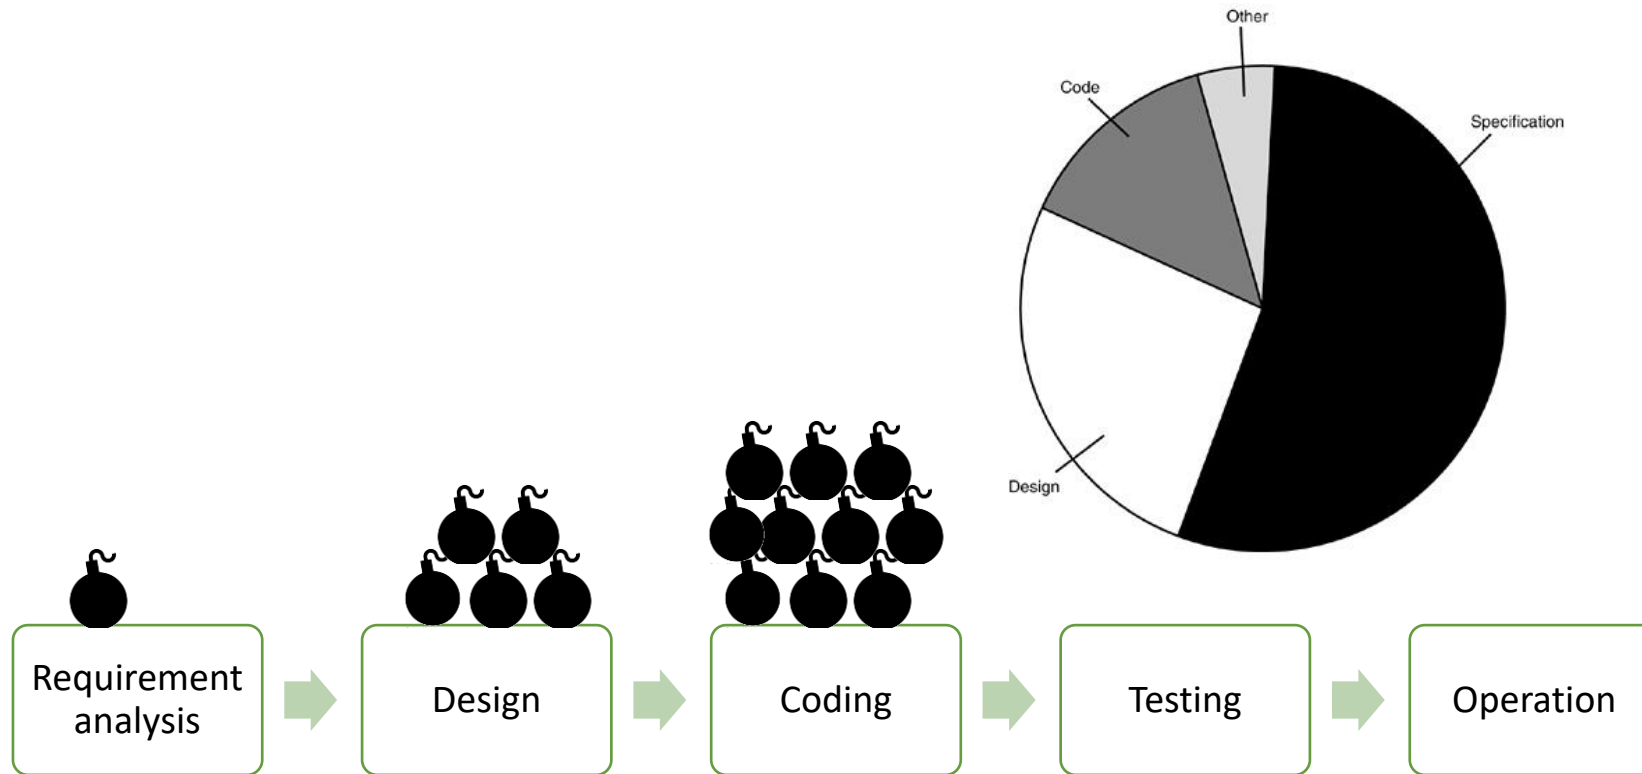 Other
Code
Specification
Design
Requirement
analysis
Design
Coding
Testing
Operation